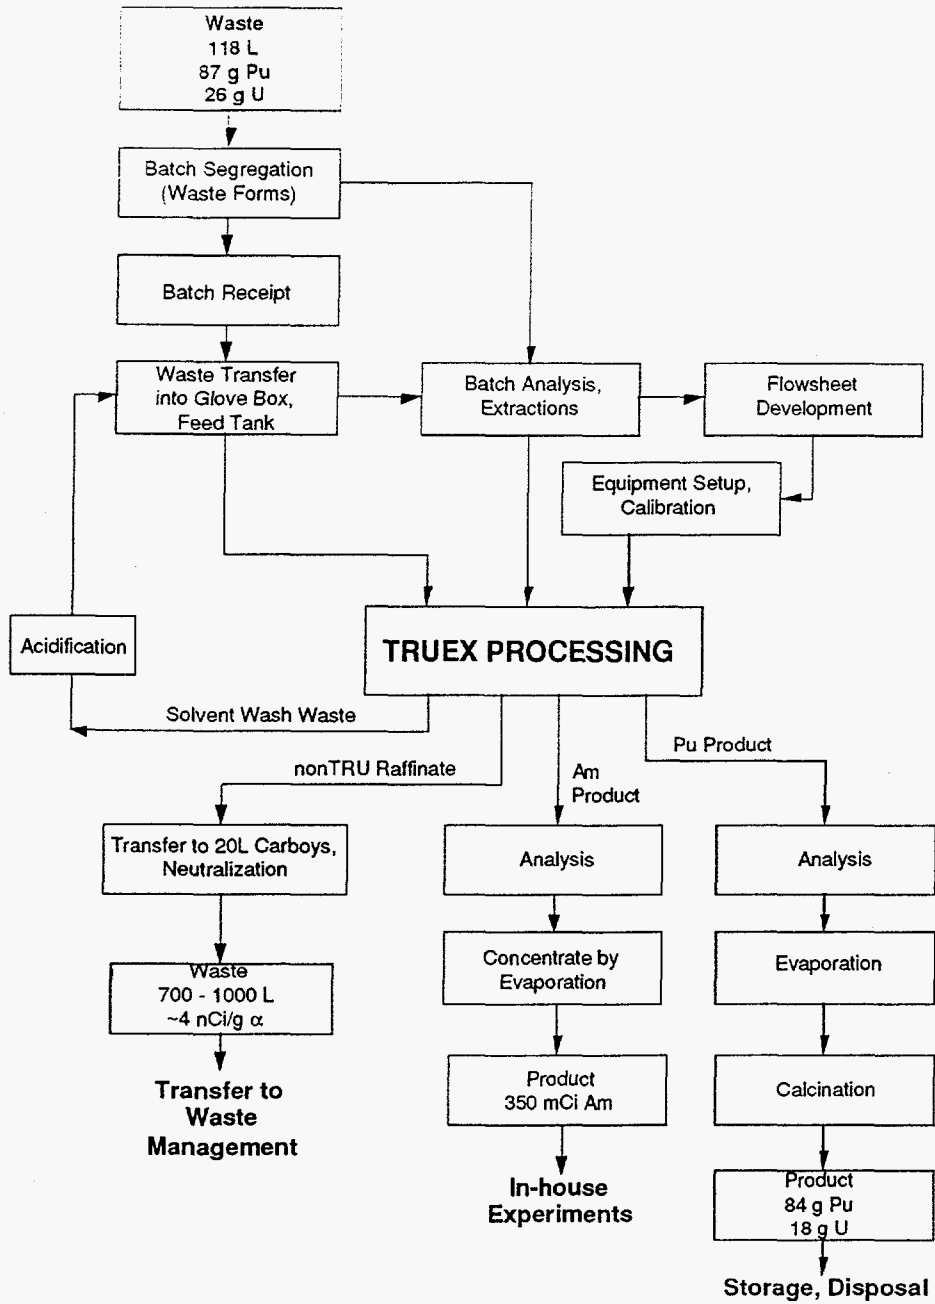 Waste
118 L
87 g Pu
26 g U
Batch Segregation
(Waste Forms)
Batch Receipt
Waste Transfer
into Glove Box,
Feed Tank
Batch Analysis,
Extractions
Flowsheet
Development
Equipment Setup,
Calibration
Acidification
TRUEX PROCESSING
Solvent Wash Waste
nonTRU Raffinate
Am
Product
Pu Product
Transfer to 20L Carboys,
Neutralization
Analysis
Analysis
Waste
700 - 1000 L
~4 nCi/g α
Concentrate by
Evaporation
Evaporation
Transfer to
Waste
Management
Product
350 mCi Am
Calcination
In-house
Experiments
Product
84 g Pu
18 g U
Storage, Disposal